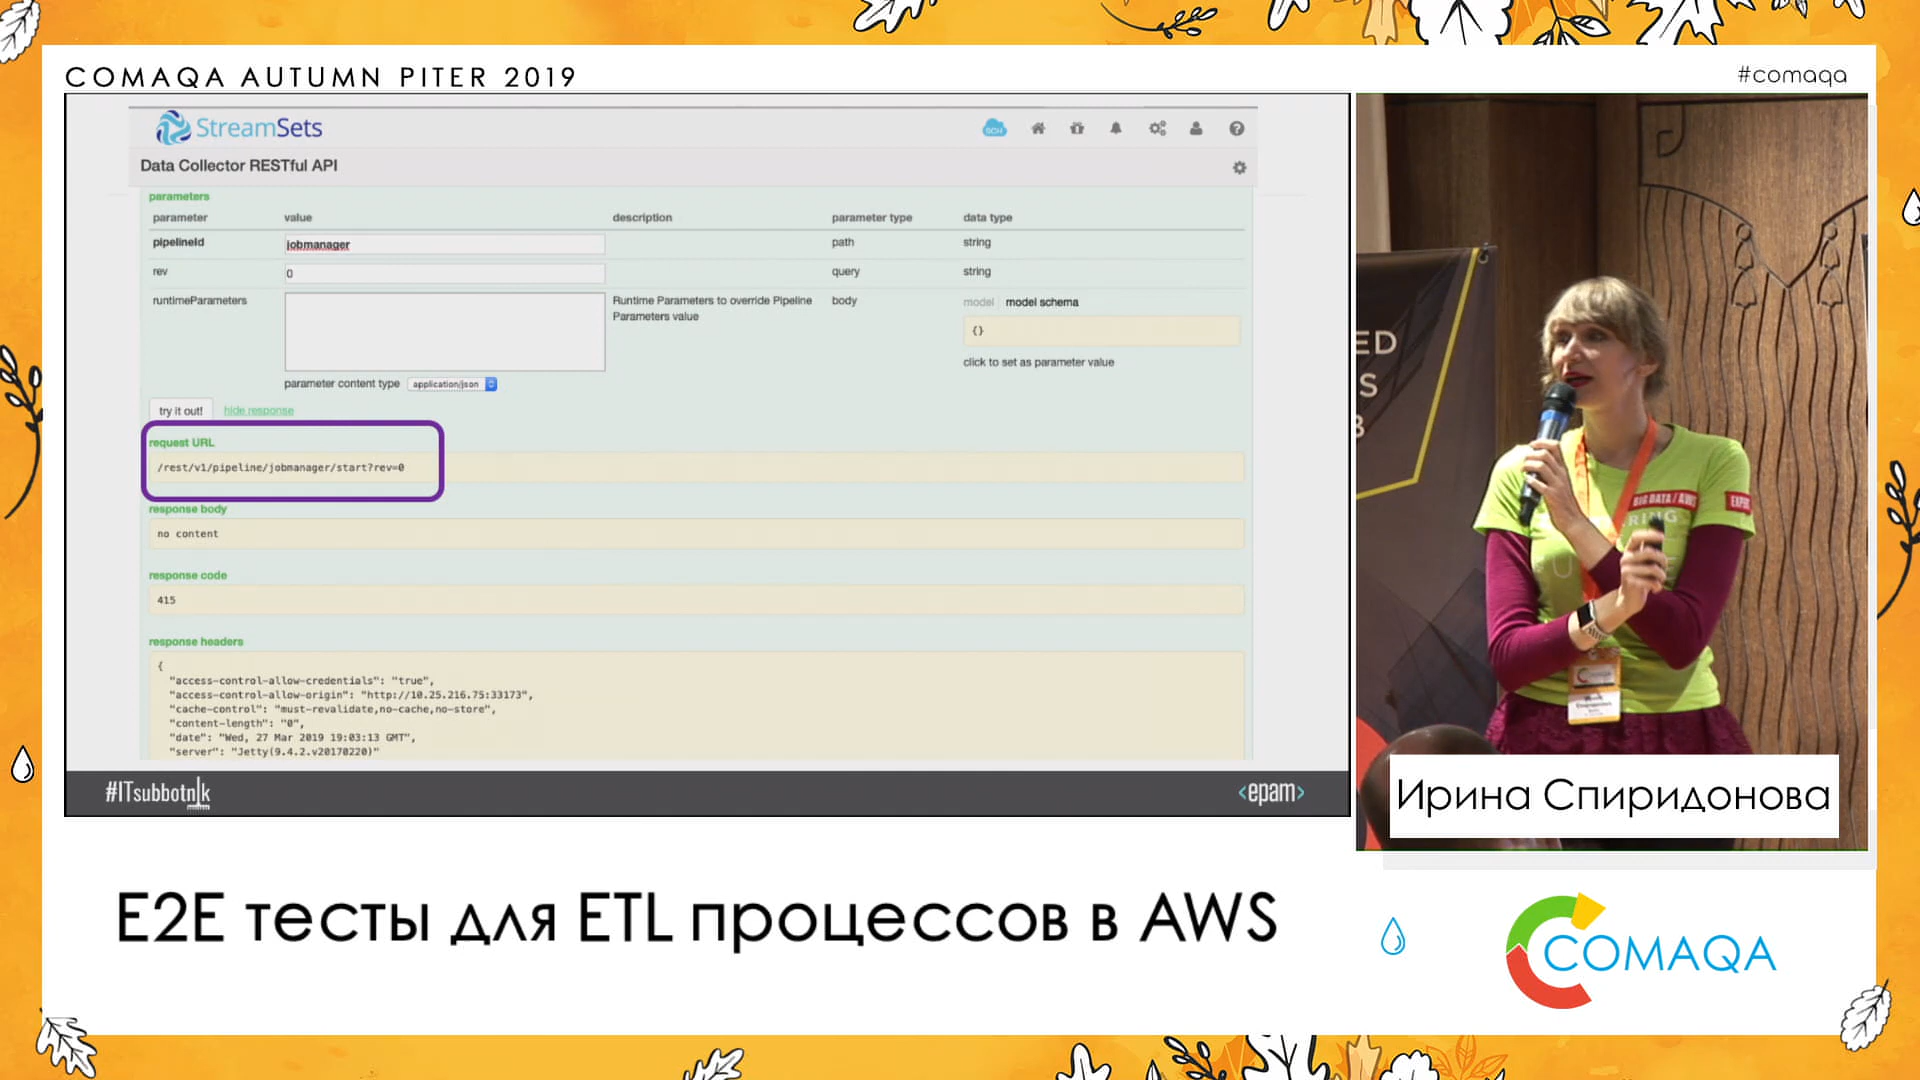 COMAQA AUTUMN PITER 2019
#comaqa
StreamSets
SCH
Data Collector RESTful API
parameters
parameter value description parameter type data type
pipelineId jobmanager path string
rev 0 query string
runtimeParameters Runtime Parameters to override Pipeline Parameters value body model model schema
{}
click to set as parameter value
parameter content type application/json
try it out! hide response
request URL
/rest/v1/pipeline/jobmanager/start?rev=0
response body
no content
response code
415
response headers
{
"access-control-allow-credentials": "true",
"access-control-allow-origin": "http://10.25.216.75:33173",
"cache-control": "must-revalidate,no-cache,no-store",
"content-length": "0",
"date": "Wed, 27 Mar 2019 19:03:13 GMT",
"server": "Jetty(9.4.2.v20170220)"
#ITsubbotnik
<epam>
BIG DATA / AWS
Ирина Спиридонова
E2E тесты для ETL процессов в AWS
COMAQA